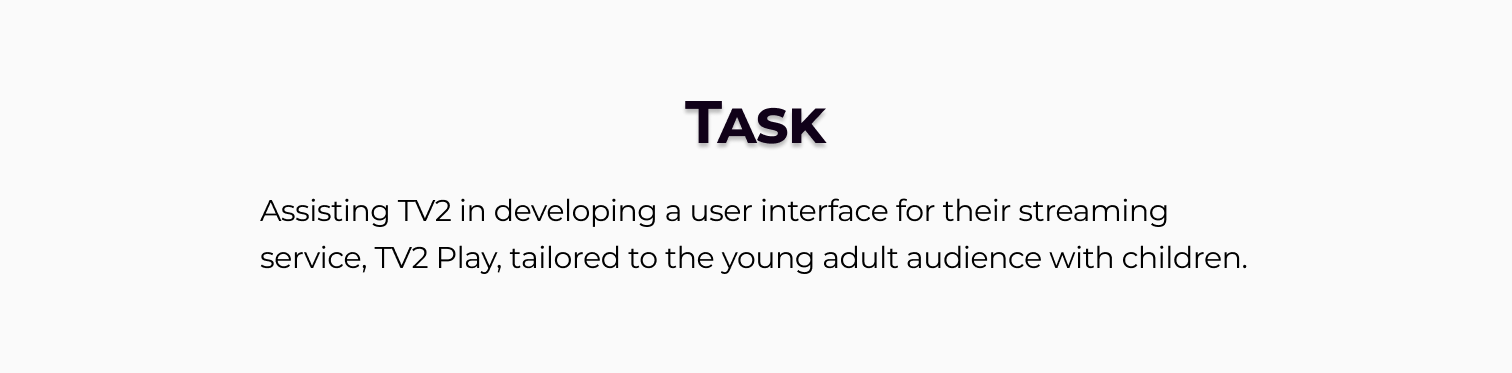 Task
Assisting TV2 in developing a user interface for their streaming
service, TV2 Play, tailored to the young adult audience with children.